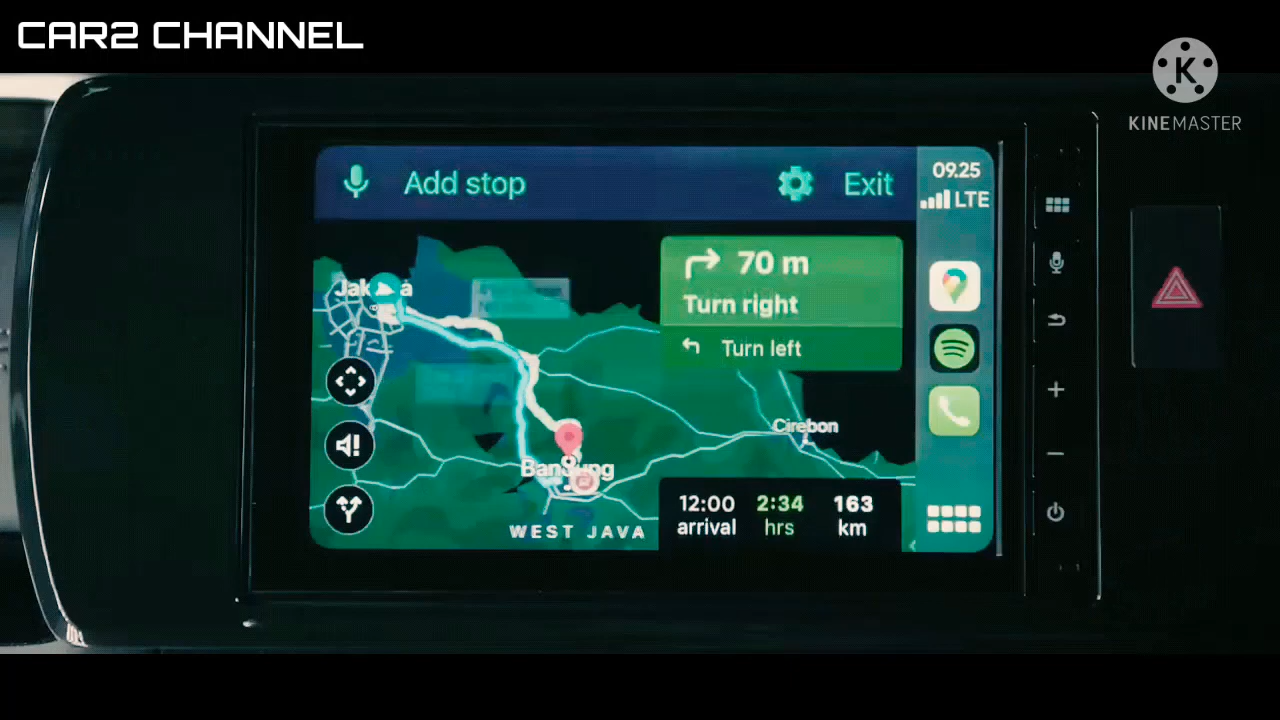 CAR2 CHANNEL
K
KINEMASTER
Add stop
Exit
09.25
LTE
70 m
Turn right
Turn left
Cirebon
Bandung
WEST JAVA
12:00
arrival
2:34
hrs
163
km